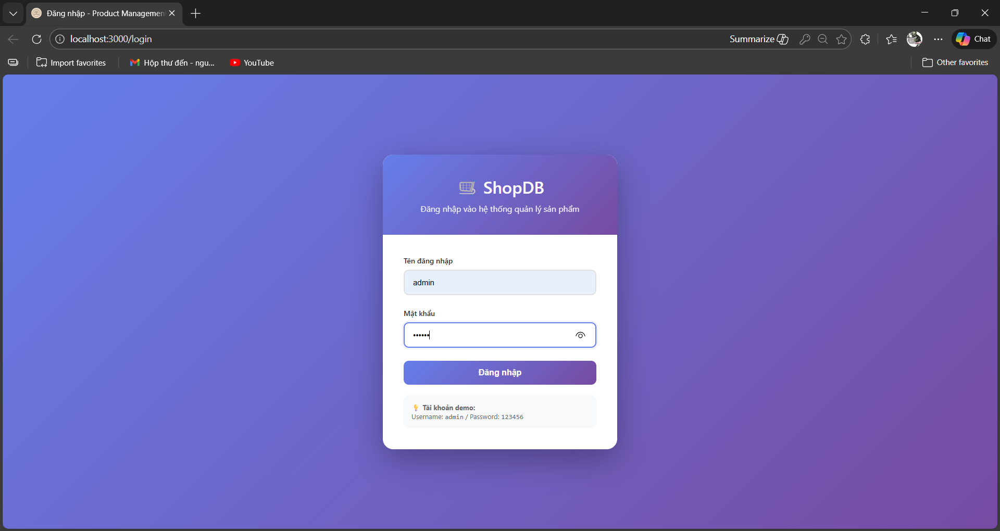 Đăng nhập - Product Managemen
localhost:3000/login
Summarize
Chat
Import favorites
Hộp thư đến - ngu...
YouTube
Other favorites
ShopDB
Đăng nhập vào hệ thống quản lý sản phẩm
Tên đăng nhập
admin
Mật khẩu
••••••
Đăng nhập
Tài khoản demo:
Username: admin / Password: 123456